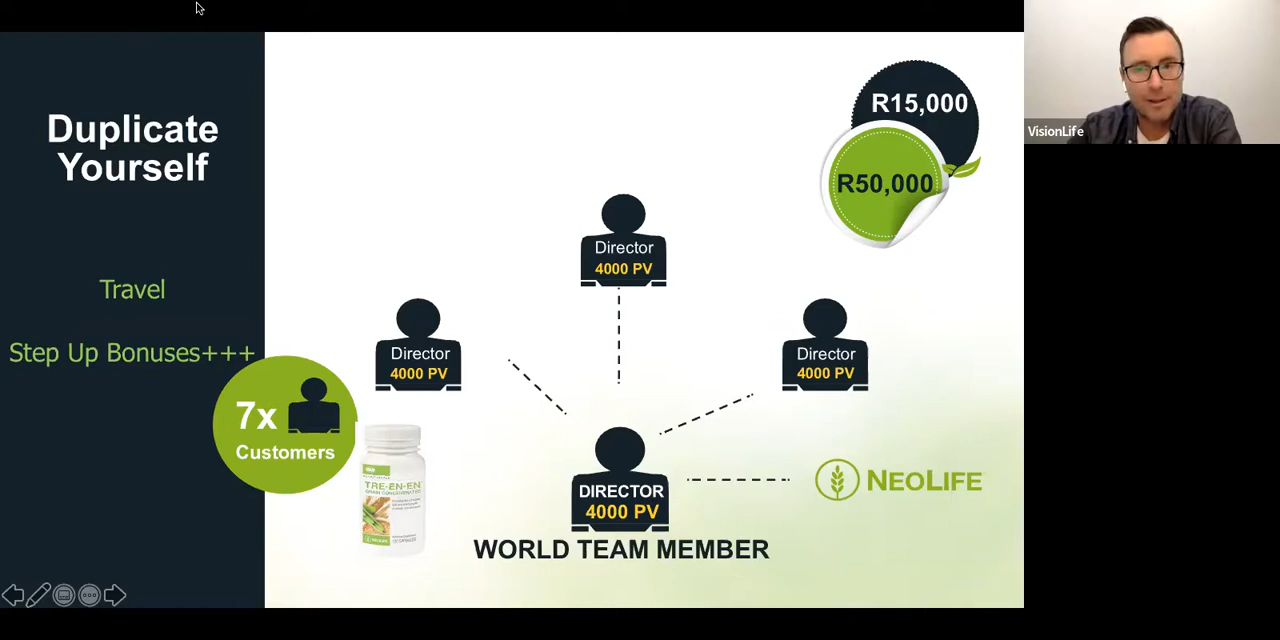 Duplicate
Yourself
Travel
Step Up Bonuses+++
7x
Customers
R15,000
R50,000
Director
4000 PV
Director
4000 PV
Director
4000 PV
DIRECTOR
4000 PV
WORLD TEAM MEMBER
NEOLIFE
TRE-EN-EN
GRAIN CONCENTRATES
NEOLIFE
VisionLife